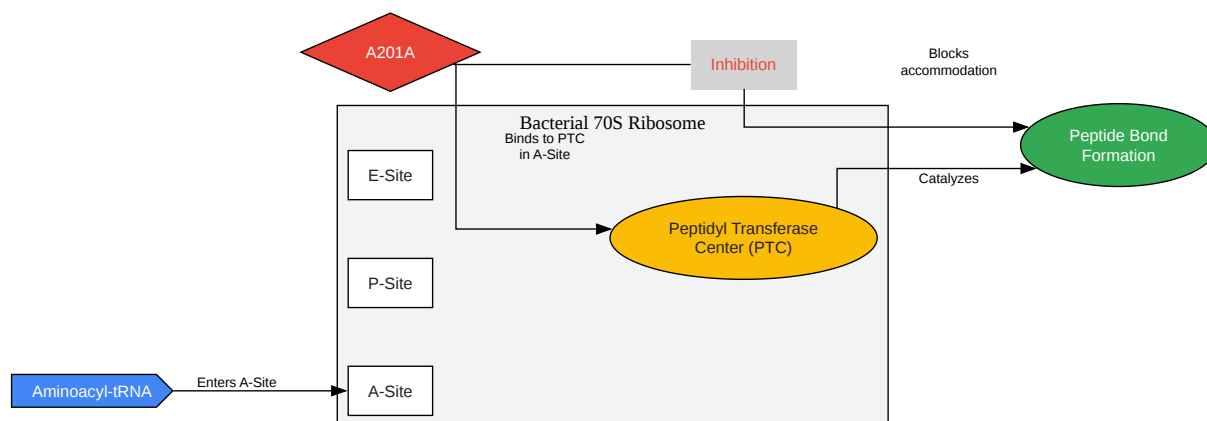 A201A
Inhibition
Blocks
accommodation
Bacterial 70S Ribosome
Binds to PTC
in A-Site
Peptide Bond
Formation
E-Site
Catalyzes
Peptidyl Transferase
Center (PTC)
P-Site
Aminoacyl-tRNA
Enters A-Site
A-Site